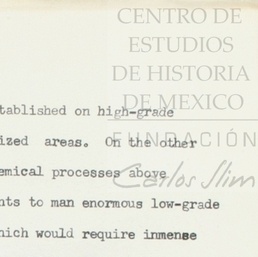 CENTRO DE
ESTUDIOS
DE HISTORIA
DE MEXICO
FUNDACIÓN
Carlos Slim
tablished on high-grade
ized areas. On the other
emical processes above
nts to man enormous low-grade
hich would require immense